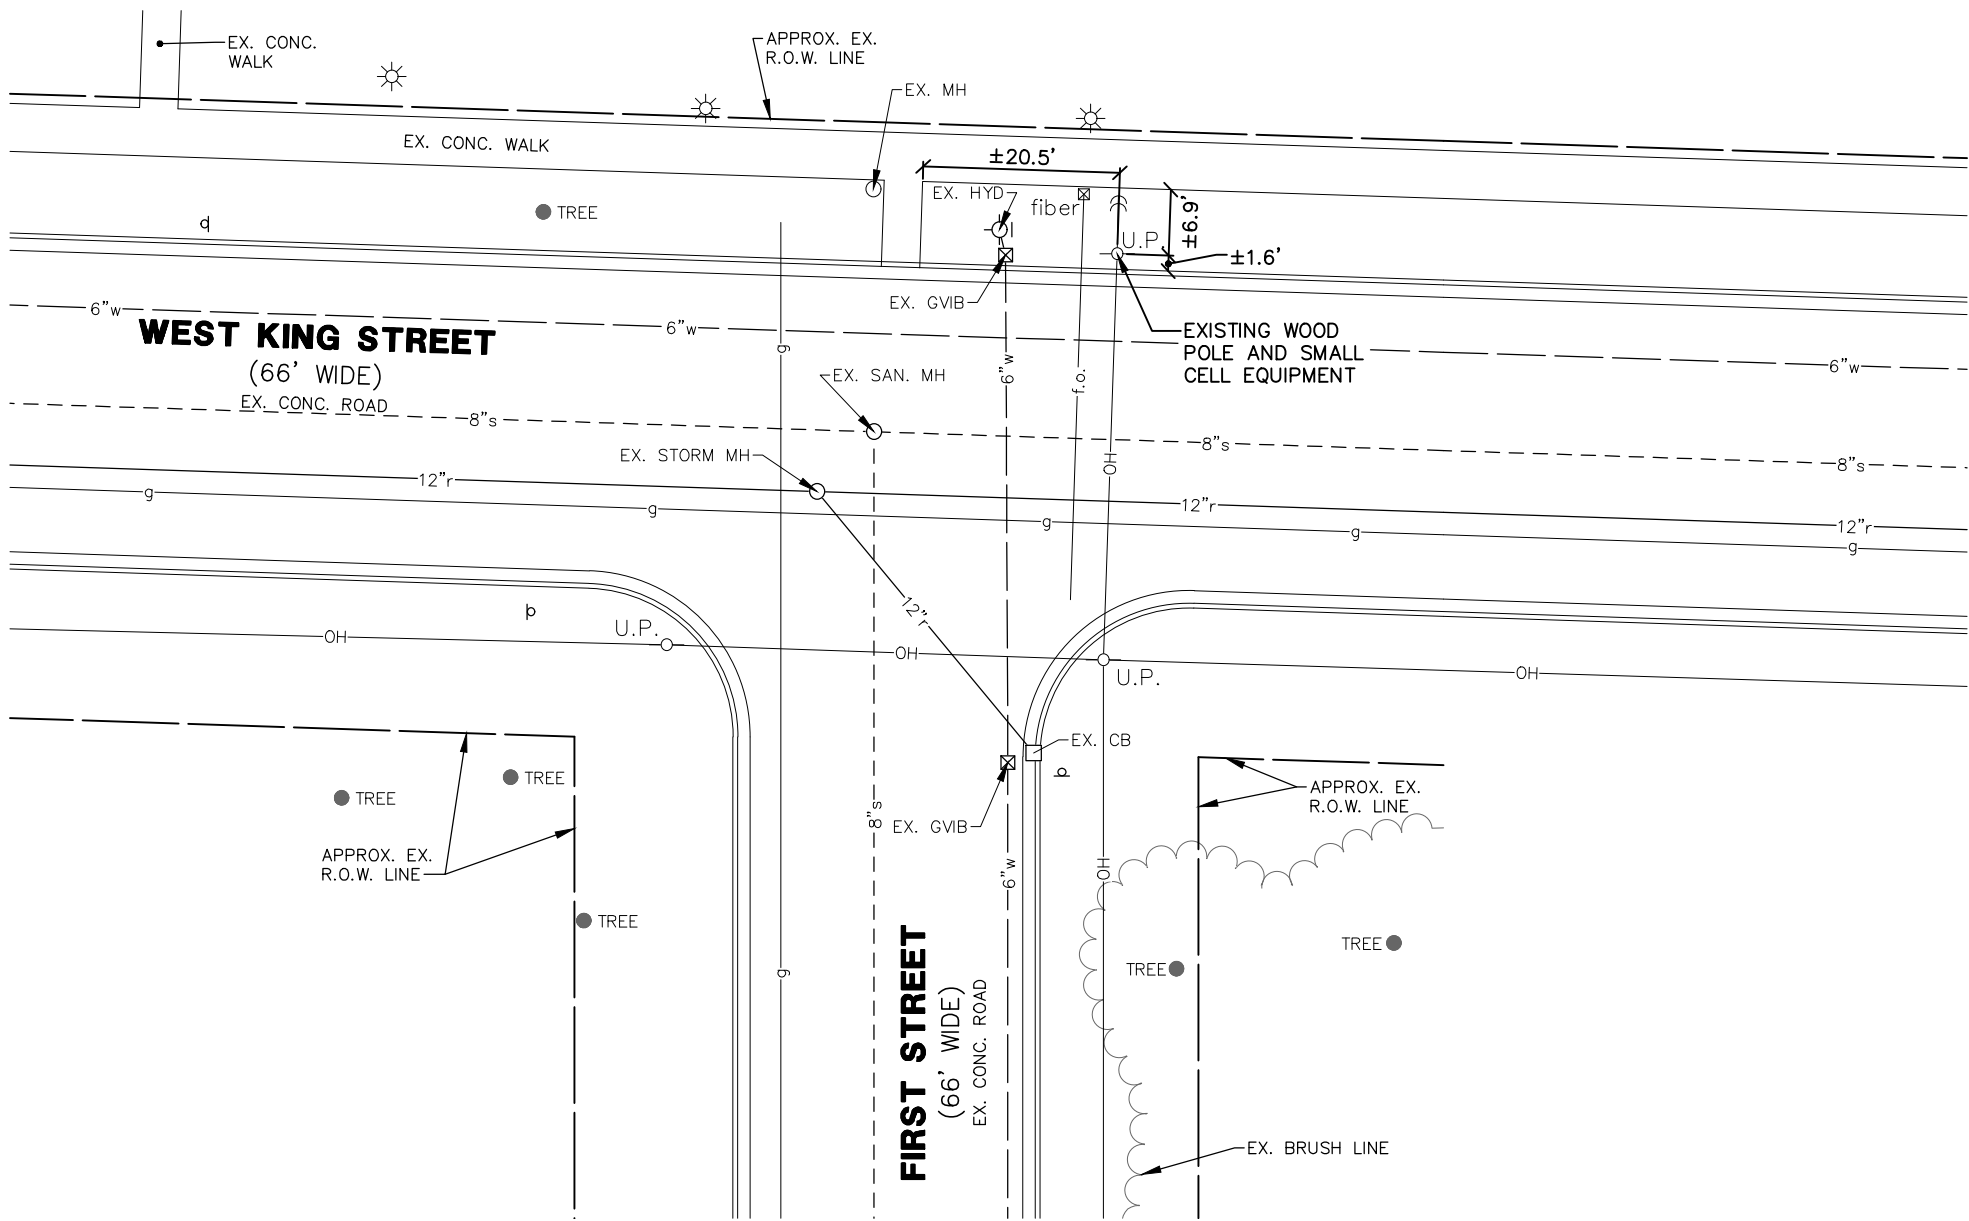 EX. CONC.
WALK
APPROX. EX.
R.O.W. LINE
EX. MH
EX. CONC. WALK
±20.5'
EX. HYD
fiber
TREE
U.P.
±6.9'
±1.6'
EX. GVIB
6"w
6"w
6"w
6"w
WEST KING STREET
(66' WIDE)
EX. CONC. ROAD
g
EXISTING WOOD
POLE AND SMALL
CELL EQUIPMENT
EX. SAN. MH
f.o.
8"s
8"s
8"s
OH
EX. STORM MH
12"r
12"r
12"r
g
g
g
g
g
12"r
OH
U.P.
OH
OH
U.P.
EX. CB
TREE
TREE
APPROX. EX.
R.O.W. LINE
8"s
EX. GVIB
6"w
OH
APPROX. EX.
R.O.W. LINE
TREE
g
TREE
TREE
FIRST STREET
(66' WIDE)
EX. CONC. ROAD
EX. BRUSH LINE